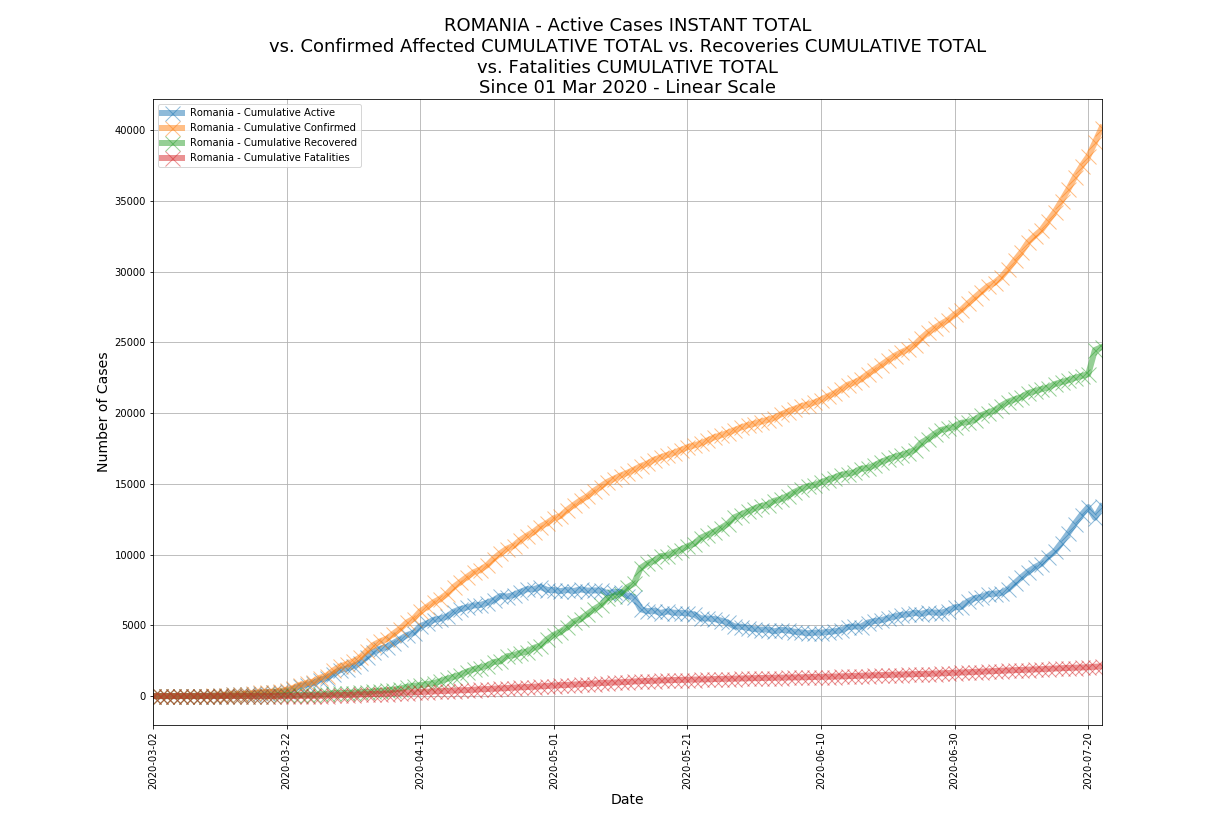 ROMANIA - Active Cases INSTANT TOTAL
vs. Confirmed Affected CUMULATIVE TOTAL vs. Recoveries CUMULATIVE TOTAL
vs. Fatalities CUMULATIVE TOTAL
Since 01 Mar 2020 - Linear Scale
Romania - Cumulative Active
Romania - Cumulative Confirmed
Romania - Cumulative Recovered
Romania - Cumulative Fatalities
Number of Cases
40000
35000
30000
25000
20000
15000
10000
5000
0
2020-03-02
2020-03-22
2020-04-11
2020-05-01
2020-05-21
2020-06-10
2020-06-30
2020-07-20
Date